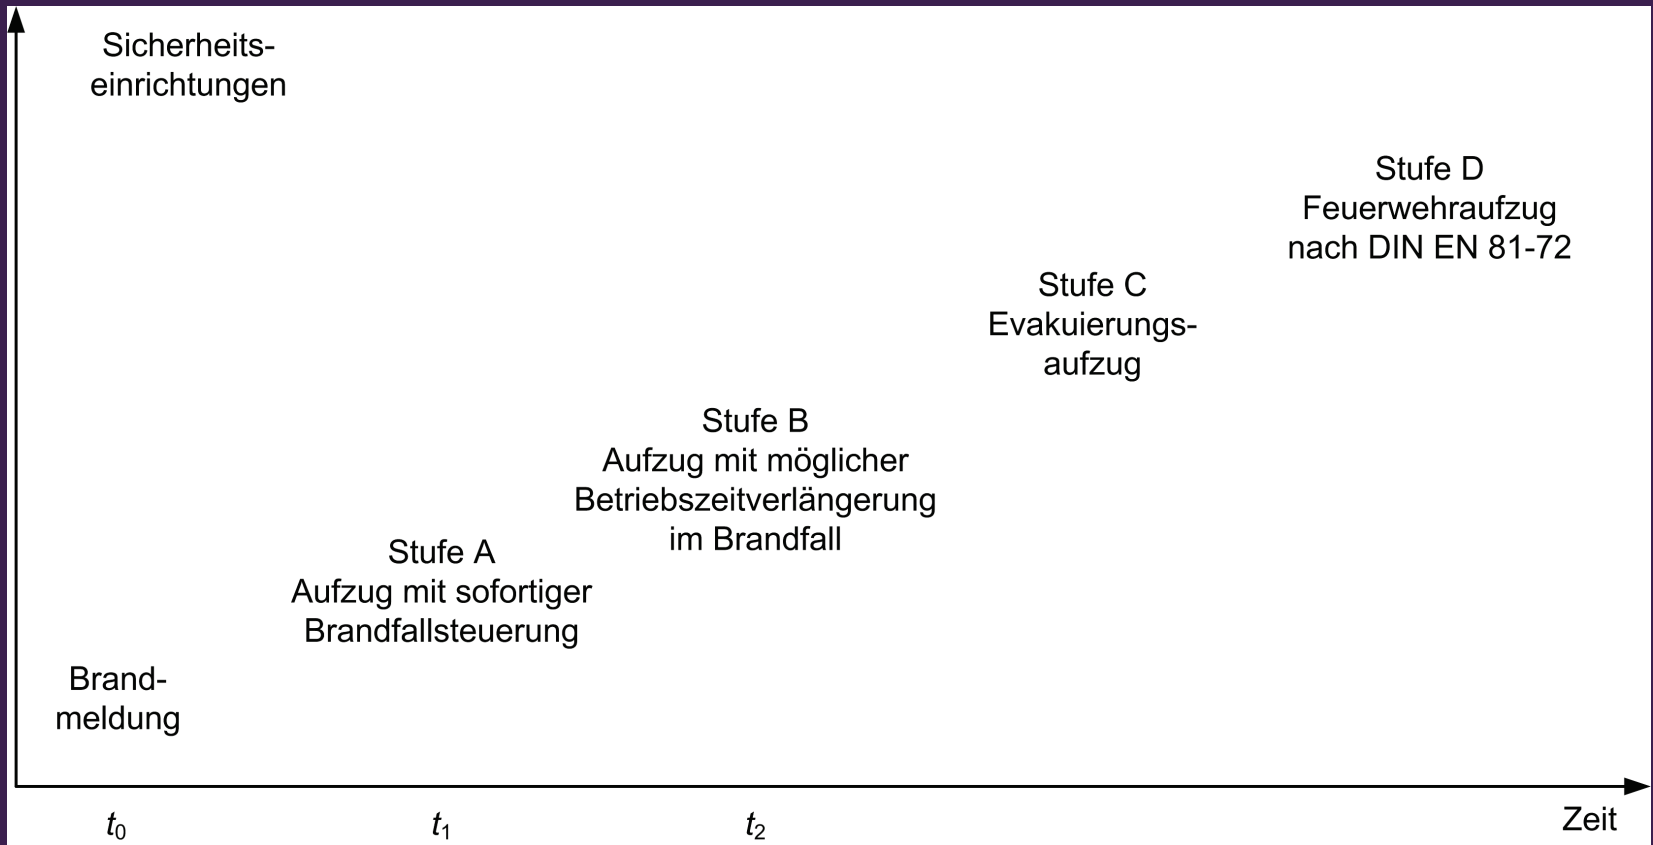 Sicherheits-
einrichtungen
Stufe D
Feuerwehraufzug
nach DIN EN 81-72
Stufe C
Evakuierungs-
aufzug
Stufe B
Aufzug mit möglicher
Betriebszeitverlängerung
im Brandfall
Stufe A
Aufzug mit sofortiger
Brandfallsteuerung
Brand-
meldung
t₀ t₁ t₂ Zeit